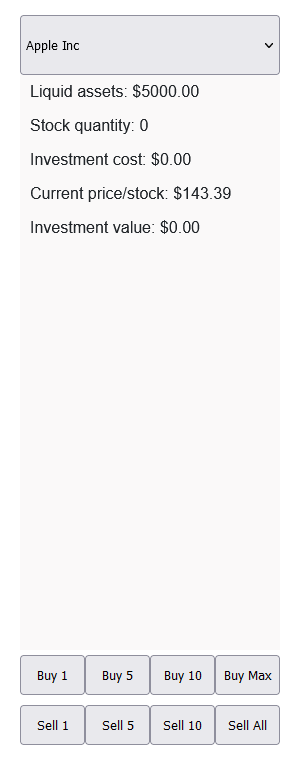 Apple Inc
Liquid assets: $5000.00
Stock quantity: 0
Investment cost: $0.00
Current price/stock: $143.39
Investment value: $0.00
Buy 1 Buy 5 Buy 10 Buy Max
Sell 1 Sell 5 Sell 10 Sell All